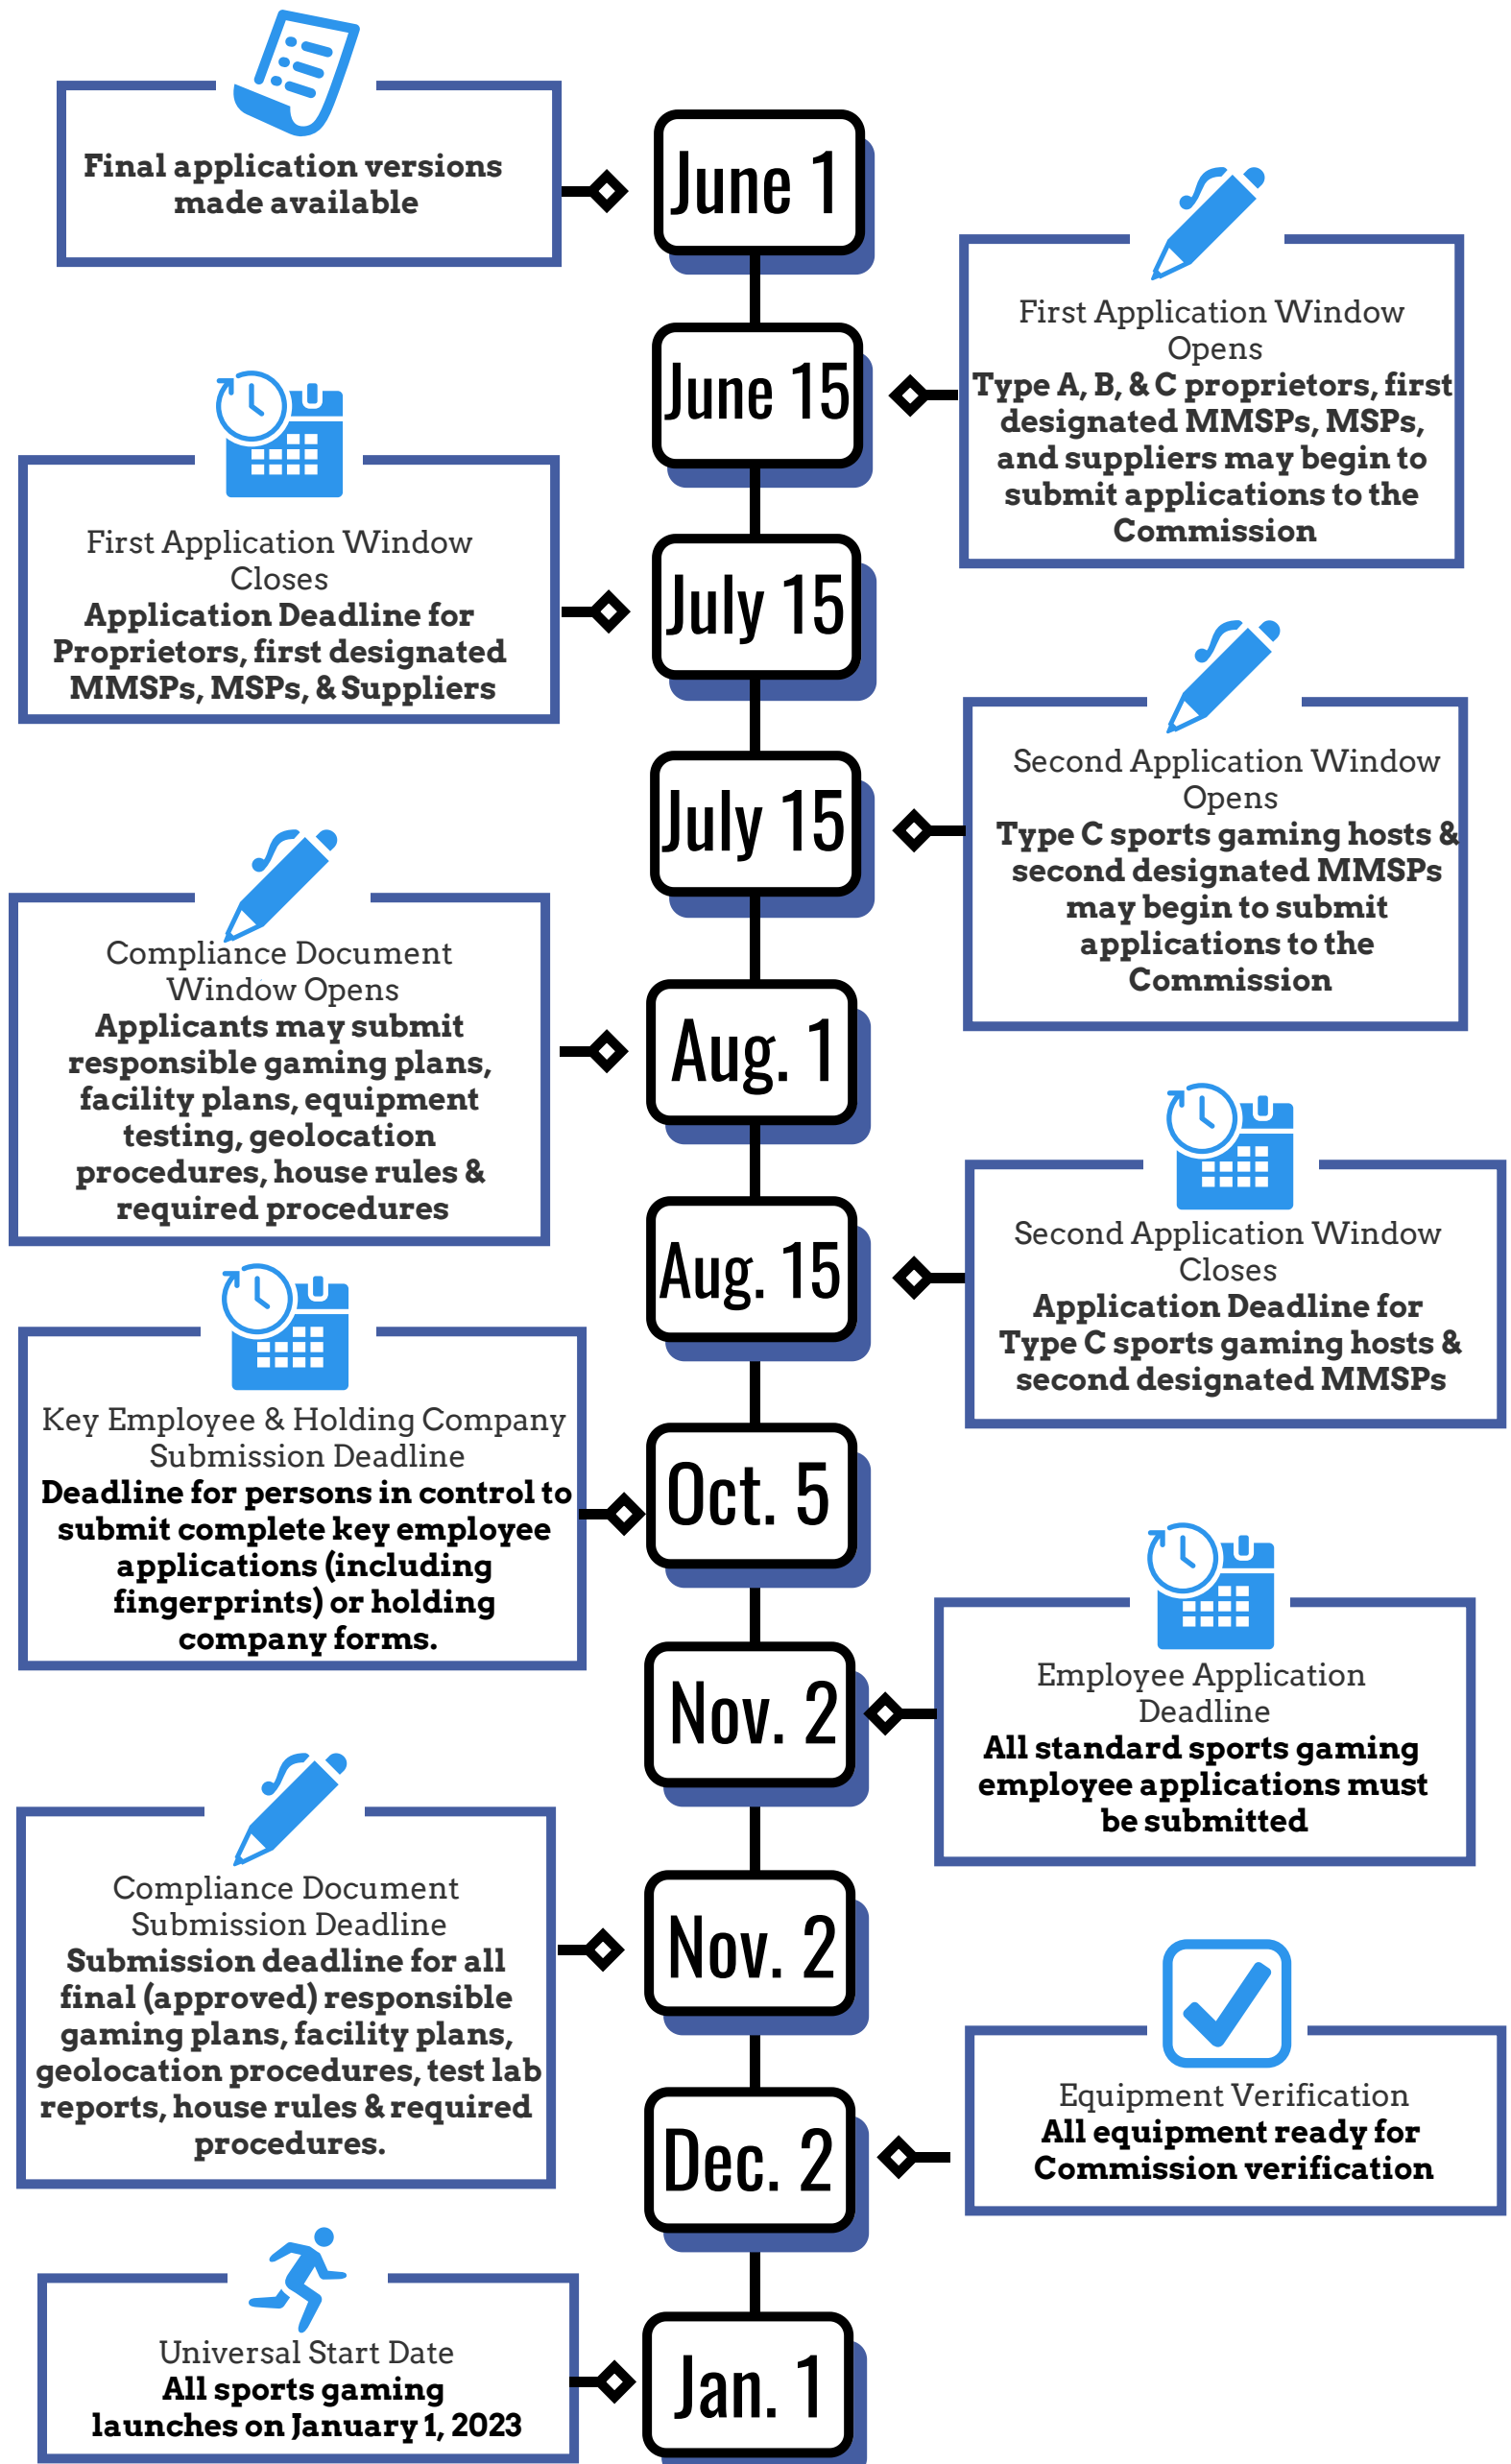 Final application versions
made available
June 1
First Application Window
Opens
Type A, B, & C proprietors, first
designated MMSPs, MSPs,
and suppliers may begin to
submit applications to the
Commission
June 15
First Application Window
Closes
Application Deadline for
Proprietors, first designated
MMSPs, MSPs, & Suppliers
July 15
Second Application Window
Opens
Type C sports gaming hosts &
second designated MMSPs
may begin to submit
applications to the
Commission
July 15
Compliance Document
Window Opens
Applicants may submit
responsible gaming plans,
facility plans, equipment
testing, geolocation
procedures, house rules &
required procedures
Aug. 1
Second Application Window
Closes
Application Deadline for
Type C sports gaming hosts &
second designated MMSPs
Aug. 15
Key Employee & Holding Company
Submission Deadline
Deadline for persons in control to
submit complete key employee
applications (including
fingerprints) or holding
company forms.
Oct. 5
Employee Application
Deadline
All standard sports gaming
employee applications must
be submitted
Nov. 2
Compliance Document
Submission Deadline
Submission deadline for all
final (approved) responsible
gaming plans, facility plans,
geolocation procedures, test lab
reports, house rules & required
procedures.
Nov. 2
Equipment Verification
All equipment ready for
Commission verification
Dec. 2
Universal Start Date
All sports gaming
launches on January 1, 2023
Jan. 1